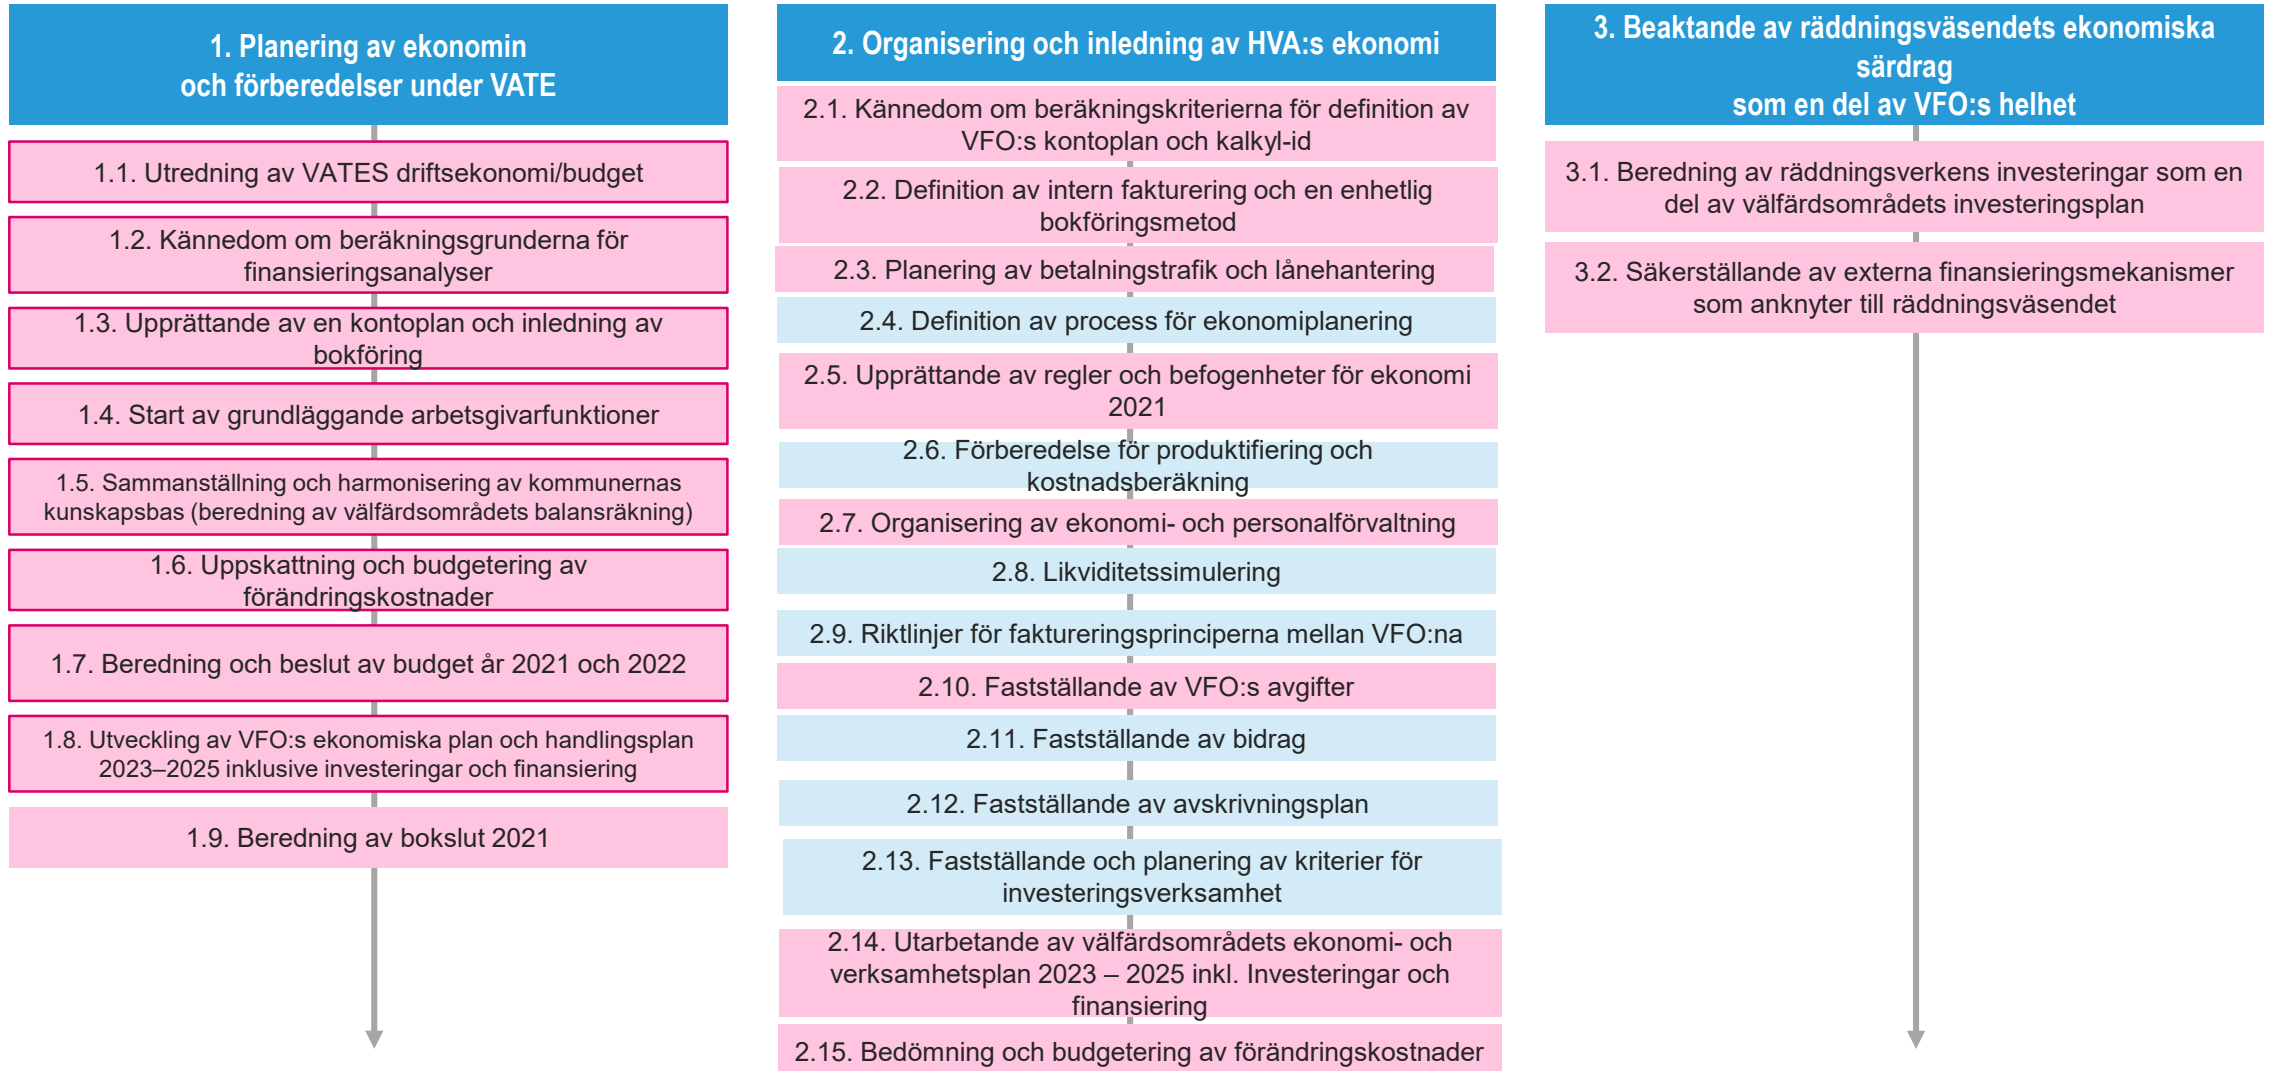 1. Planering av ekonomin
och förberedelser under VATE
1.1. Utredning av VATES driftsekonomi/budget
1.2. Kännedom om beräkningsgrunderna för
finansieringsanalyser
1.3. Upprättande av en kontoplan och inledning av
bokföring
1.4. Start av grundläggande arbetsgivarfunktioner
1.5. Sammanställning och harmonisering av kommunernas
kunskapsbas (beredning av välfärdsområdets balansräkning)
1.6. Uppskattning och budgetering av
förändringskostnader
1.7. Beredning och beslut av budget år 2021 och 2022
1.8. Utveckling av VFO:s ekonomiska plan och handlingsplan
2023–2025 inklusive investeringar och finansiering
1.9. Beredning av bokslut 2021
2. Organisering och inledning av HVA:s ekonomi
2.1. Kännedom om beräkningskriterierna för definition av
VFO:s kontoplan och kalkyl-id
2.2. Definition av intern fakturering och en enhetlig
bokföringsmetod
2.3. Planering av betalningstrafik och lånehantering
2.4. Definition av process för ekonomiplanering
2.5. Upprättande av regler och befogenheter för ekonomi
2021
2.6. Förberedelse för produktifiering och
kostnadsberäkning
2.7. Organisering av ekonomi- och personalförvaltning
2.8. Likviditetssimulering
2.9. Riktlinjer för faktureringsprinciperna mellan VFO:na
2.10. Fastställande av VFO:s avgifter
2.11. Fastställande av bidrag
2.12. Fastställande av avskrivningsplan
2.13. Fastställande och planering av kriterier för
investeringsverksamhet
2.14. Utarbetande av välfärdsområdets ekonomi- och
verksamhetsplan 2023 – 2025 inkl. Investeringar och
finansiering
2.15. Bedömning och budgetering av förändringskostnader
3. Beaktande av räddningsväsendets ekonomiska
särdrag
som en del av VFO:s helhet
3.1. Beredning av räddningsverkens investeringar som en
del av välfärdsområdets investeringsplan
3.2. Säkerställande av externa finansieringsmekanismer
som anknyter till räddningsväsendet